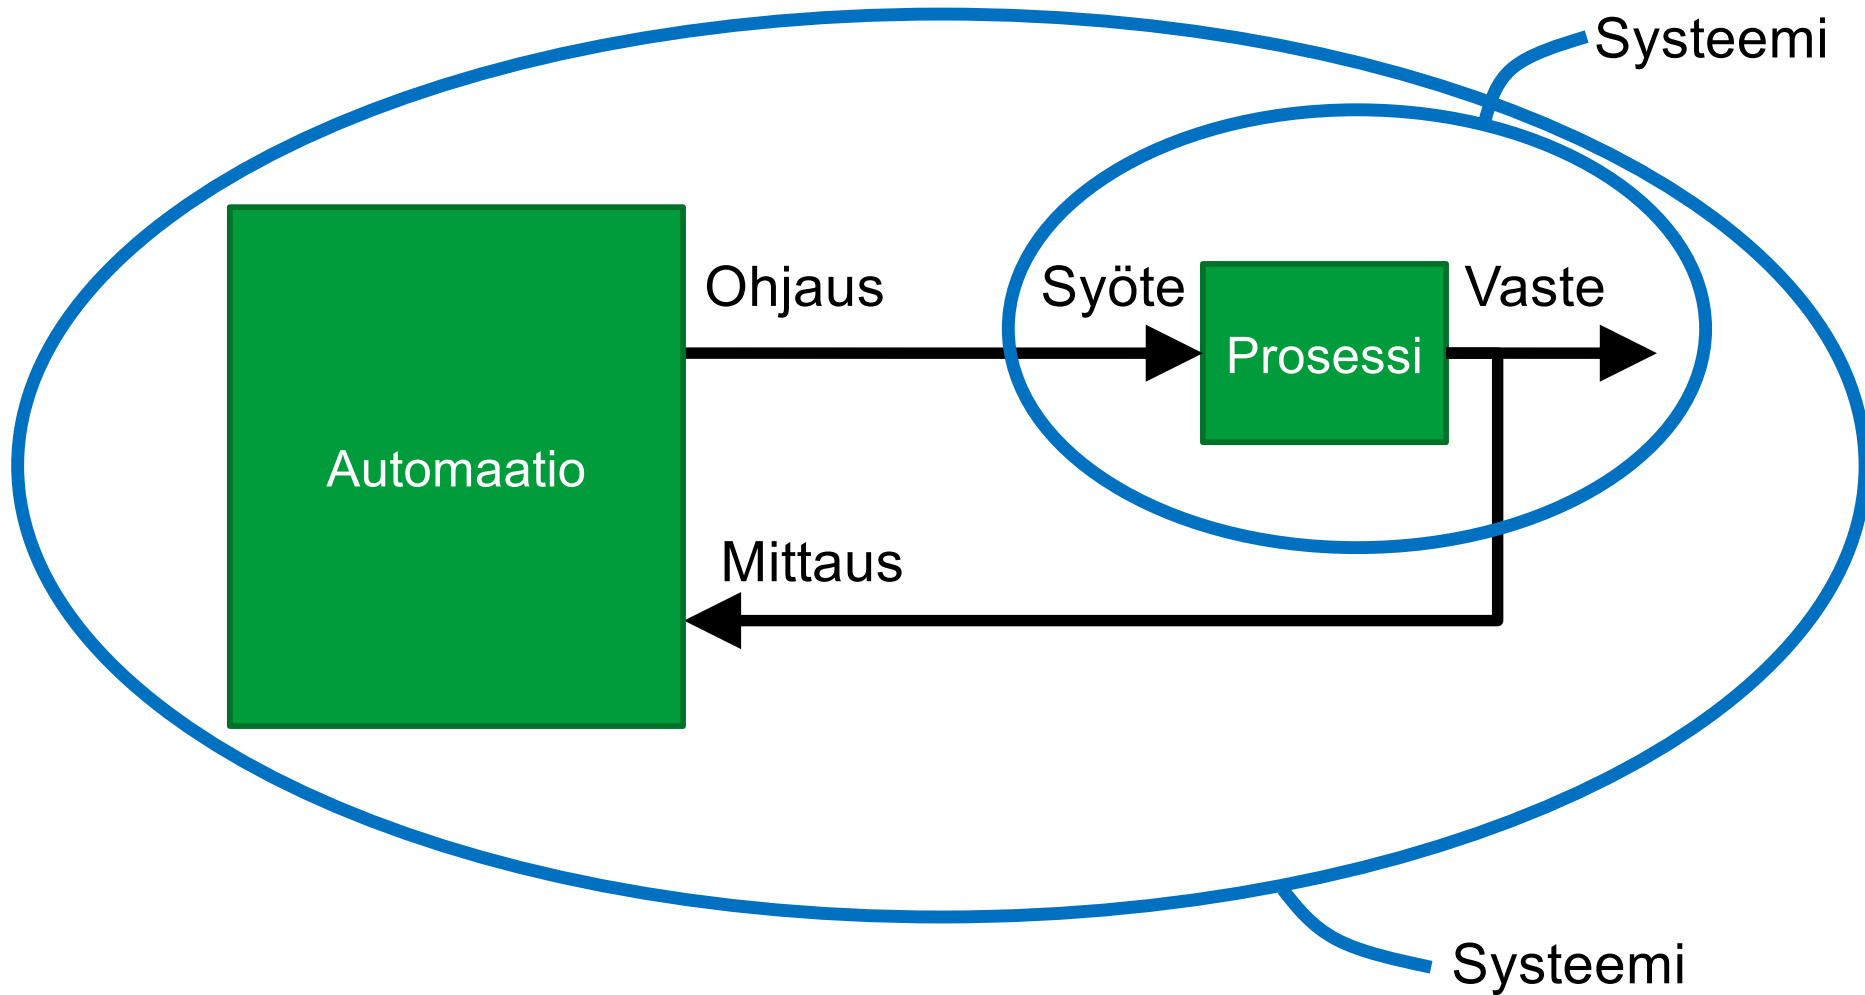 Systeemi
Ohjaus
Syöte
Vaste
Prosessi
Automaatio
Mittaus
Systeemi